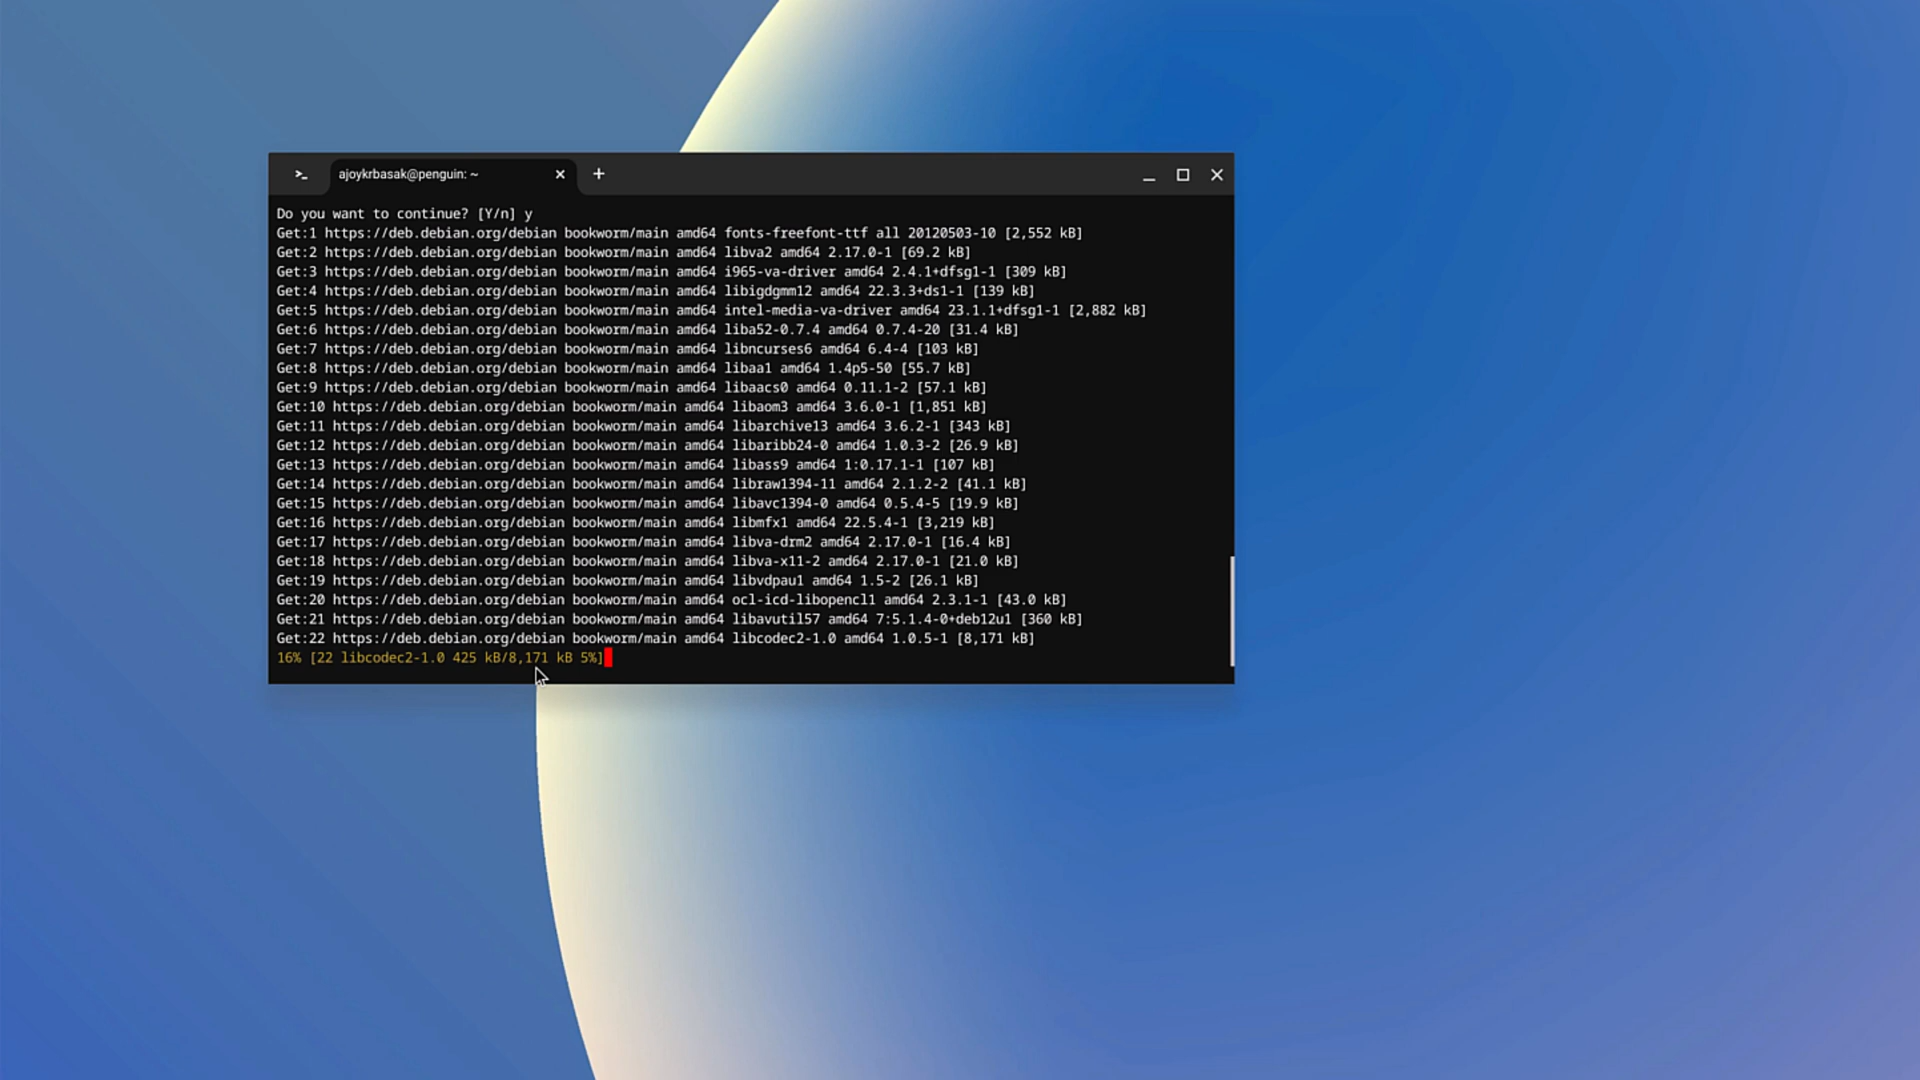 ajoykrbasak@penguin: ~
Do you want to continue? [Y/n] y
Get:1 https://deb.debian.org/debian bookworm/main amd64 fonts-freefont-ttf all 20120503-10 [2,552 kB]
Get:2 https://deb.debian.org/debian bookworm/main amd64 libva2 amd64 2.17.0-1 [69.2 kB]
Get:3 https://deb.debian.org/debian bookworm/main amd64 i965-va-driver amd64 2.4.1+dfsg1-1 [309 kB]
Get:4 https://deb.debian.org/debian bookworm/main amd64 libigdgmm12 amd64 22.3.3+ds1-1 [139 kB]
Get:5 https://deb.debian.org/debian bookworm/main amd64 intel-media-va-driver amd64 23.1.1+dfsg1-1 [2,882 kB]
Get:6 https://deb.debian.org/debian bookworm/main amd64 liba52-0.7.4 amd64 0.7.4-20 [31.4 kB]
Get:7 https://deb.debian.org/debian bookworm/main amd64 libncurses6 amd64 6.4-4 [103 kB]
Get:8 https://deb.debian.org/debian bookworm/main amd64 libaa1 amd64 1.4p5-50 [55.7 kB]
Get:9 https://deb.debian.org/debian bookworm/main amd64 libaacs0 amd64 0.11.1-2 [57.1 kB]
Get:10 https://deb.debian.org/debian bookworm/main amd64 libaom3 amd64 3.6.0-1 [1,851 kB]
Get:11 https://deb.debian.org/debian bookworm/main amd64 libarchive13 amd64 3.6.2-1 [343 kB]
Get:12 https://deb.debian.org/debian bookworm/main amd64 libaribb24-0 amd64 1.0.3-2 [26.9 kB]
Get:13 https://deb.debian.org/debian bookworm/main amd64 libass9 amd64 1:0.17.1-1 [107 kB]
Get:14 https://deb.debian.org/debian bookworm/main amd64 libraw1394-11 amd64 2.1.2-2 [41.1 kB]
Get:15 https://deb.debian.org/debian bookworm/main amd64 libavc1394-0 amd64 0.5.4-5 [19.9 kB]
Get:16 https://deb.debian.org/debian bookworm/main amd64 libmfx1 amd64 22.5.4-1 [3,219 kB]
Get:17 https://deb.debian.org/debian bookworm/main amd64 libva-drm2 amd64 2.17.0-1 [16.4 kB]
Get:18 https://deb.debian.org/debian bookworm/main amd64 libva-x11-2 amd64 2.17.0-1 [21.0 kB]
Get:19 https://deb.debian.org/debian bookworm/main amd64 libvdpau1 amd64 1.5-2 [26.1 kB]
Get:20 https://deb.debian.org/debian bookworm/main amd64 ocl-icd-libopencl1 amd64 2.3.1-1 [43.0 kB]
Get:21 https://deb.debian.org/debian bookworm/main amd64 libavutil57 amd64 7:5.1.4-0+deb12u1 [360 kB]
Get:22 https://deb.debian.org/debian bookworm/main amd64 libcodec2-1.0 amd64 1.0.5-1 [8,171 kB]
16% [22 libcodec2-1.0 425 kB/8,171 kB 5%]